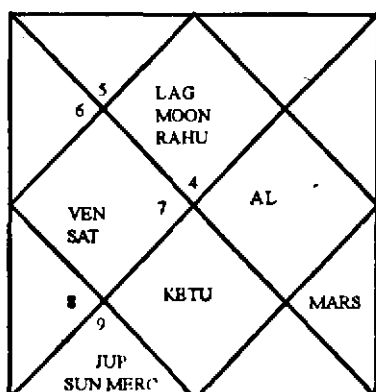 5
6
LAG
MOON
RAHU
4
7
AL
VEN
SAT
8
9
KETU
MARS
JUP
SUN MERC